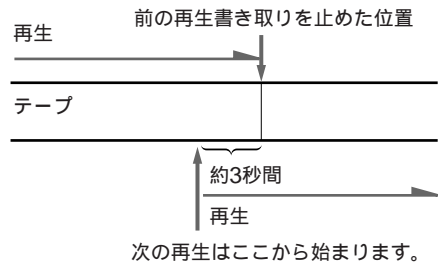 前の再生書き取りを止めた位置
再生
テープ
約3秒間
再生
次の再生はここから始まります。